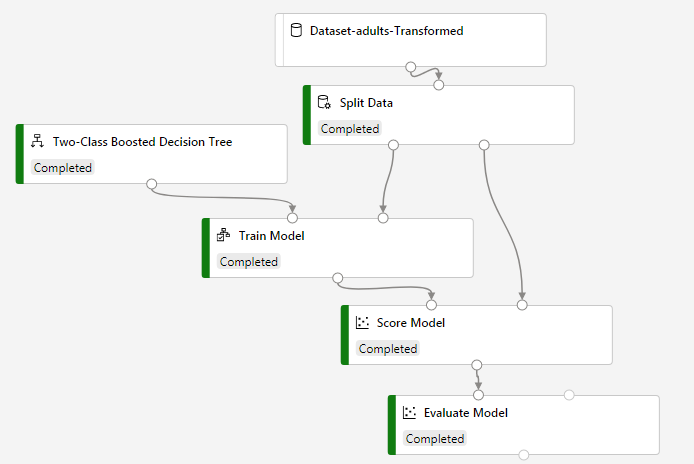 Dataset-adults-Transformed
Split Data
Completed
Two-Class Boosted Decision Tree
Completed
Train Model
Completed
Score Model
Completed
Evaluate Model
Completed